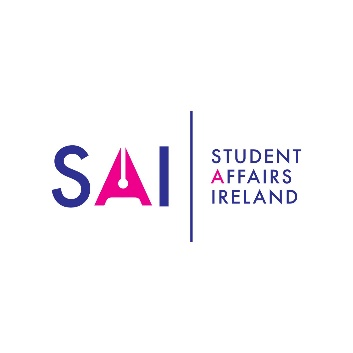 SAI
STUDENT
AFFAIRS
IRELAND